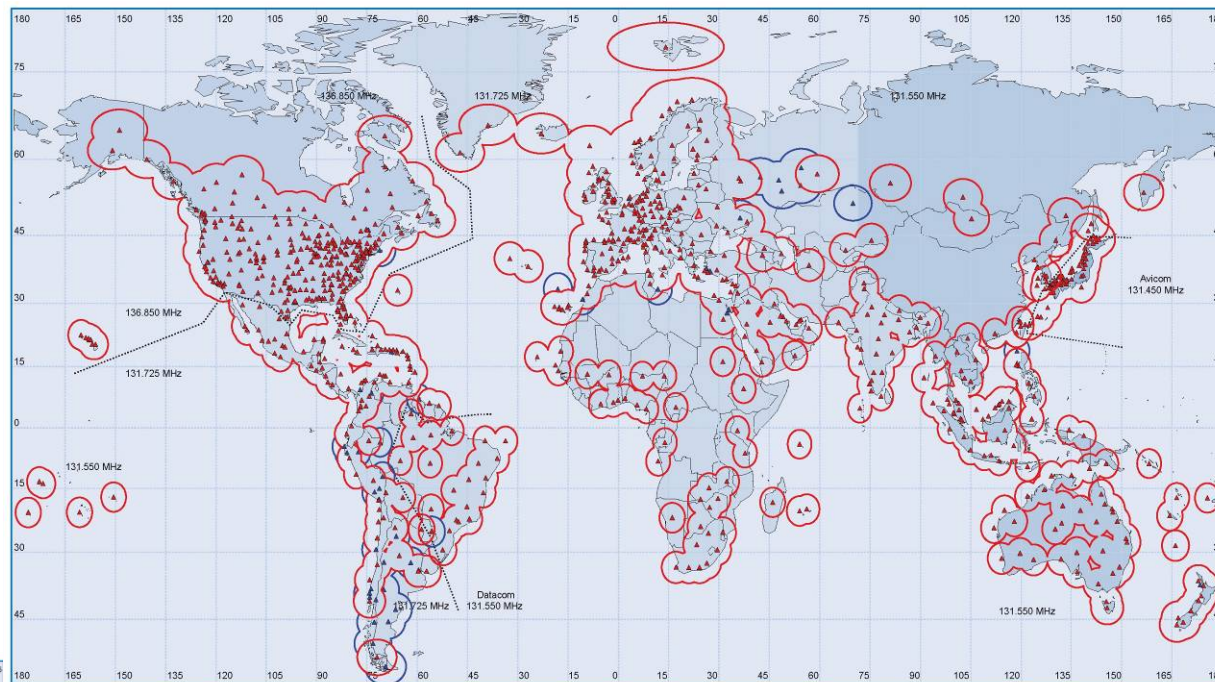 180 165 150 135 120 105 90 75 60 45 30 15 0 15 30 45 60 75 90 105 120 135 150 165 18
75
136.850 MHz 131.725 MHz 131.550 MHz
60
45
Avicom
131.450 MHz
30
136.850 MHz
15
131.725 MHz
0
131.550 MHz
15
30
Datacom
131.725 MHz 131.550 MHz 131.550 MHz
45
180 165 150 135 120 105 90 75 60 45 30 15 0 15 30 45 60 75 90 105 120 135 150 165 18